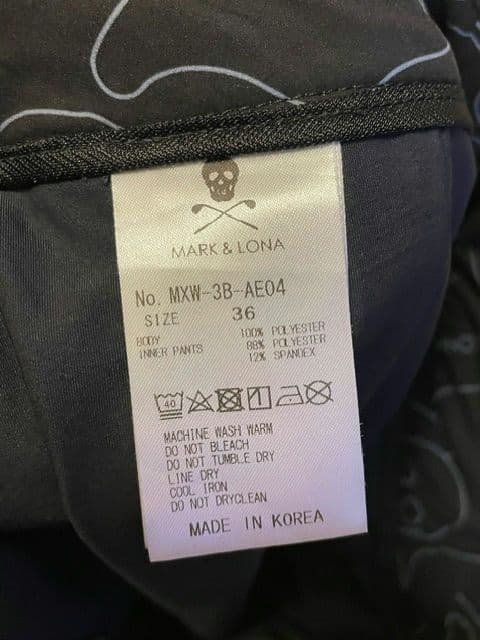 MARK & LONA
No. MXW-3B-AE04
SIZE 36
BODY 100% POLYESTER
INNER PANTS 88% POLYESTER
12% SPANDEX
40
MACHINE WASH WARM
DO NOT BLEACH
DO NOT TUMBLE DRY
LINE DRY
COOL IRON
DO NOT DRYCLEAN
MADE IN KOREA